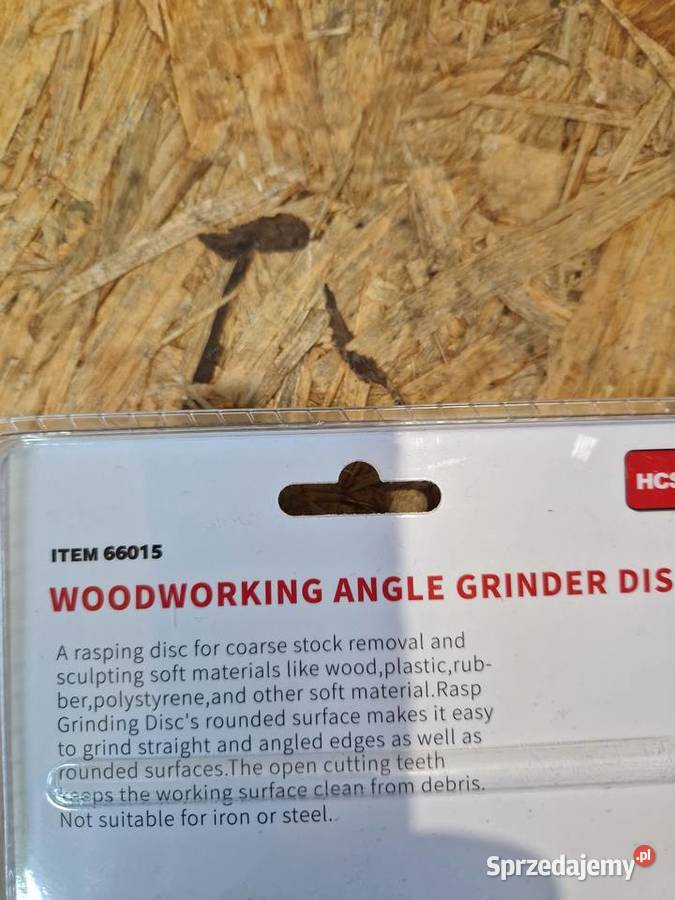 HCS
ITEM 66015
WOODWORKING ANGLE GRINDER DIS
A rasping disc for coarse stock removal and
sculpting soft materials like wood,plastic,rub-
ber,polystyrene,and other soft material.Rasp
Grinding Disc's rounded surface makes it easy
to grind straight and angled edges as well as
rounded surfaces.The open cutting teeth
keeps the working surface clean from debris.
Not suitable for iron or steel..
Sprzedajemy.pl